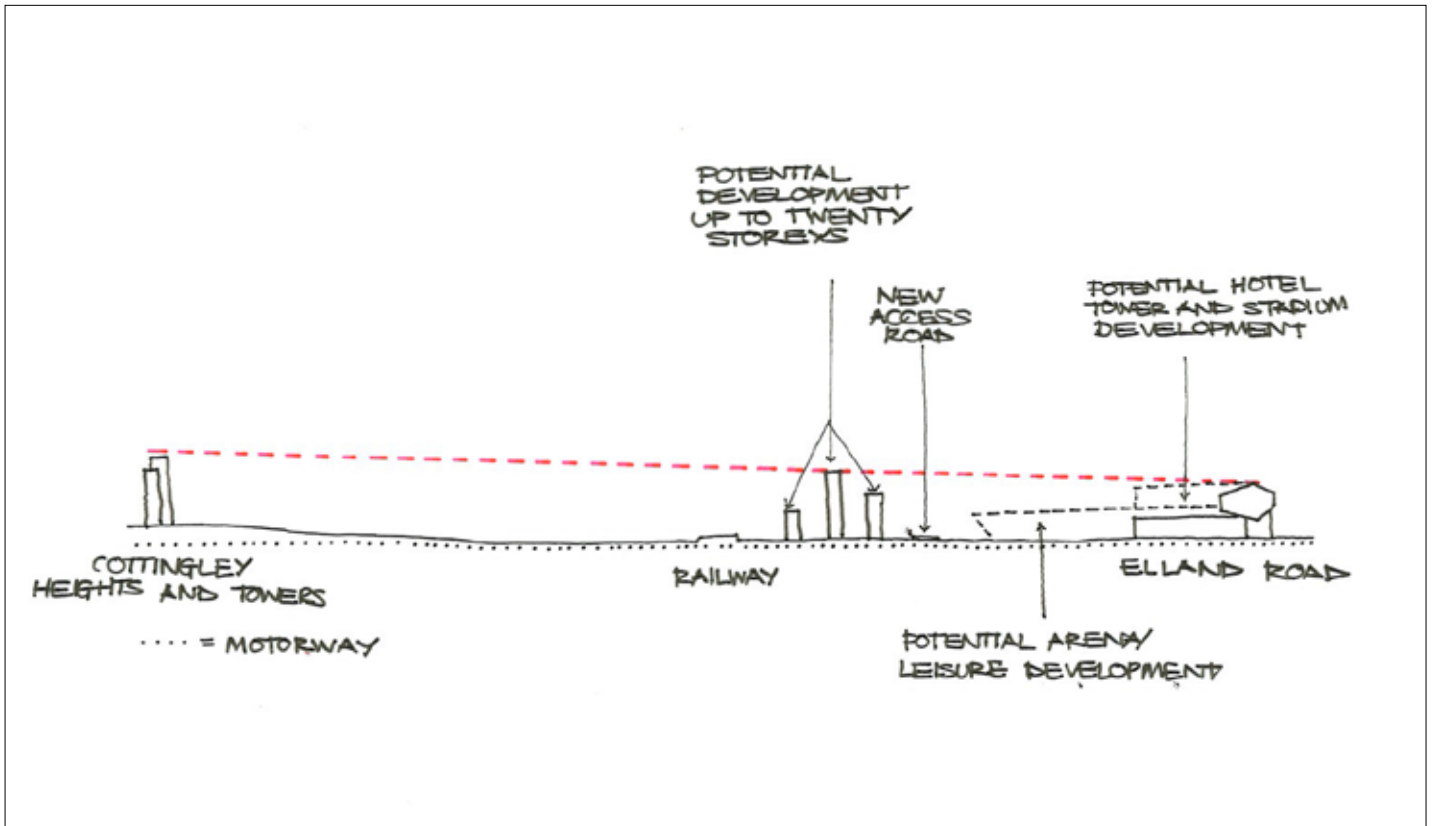 POTENTIAL
DEVELOPMENT
UP TO TWENTY
STOREYS
NEW
ACCESS
ROAD
POTENTIAL HOTEL
TOWER AND STADIUM
DEVELOPMENT
COTTINGLEY
HEIGHTS AND TOWERS
RAILWAY
ELLAND ROAD
.... = MOTORWAY
POTENTIAL ARENA/
LEISURE DEVELOPMENT